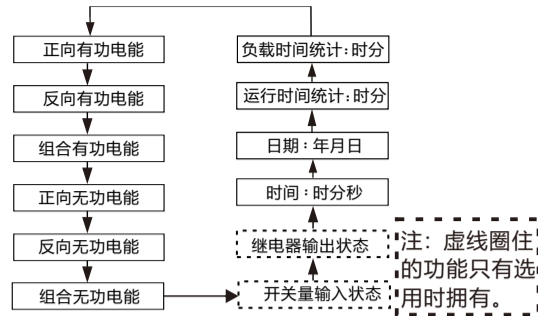 正向有功电能
反向有功电能
组合有功电能
正向无功电能
反向无功电能
组合无功电能
负载时间统计:时分
运行时间统计:时分
日期:年月日
时间:时分秒
继电器输出状态
开关量输入状态
注：虚线圈住
的功能只有选
用时拥有。